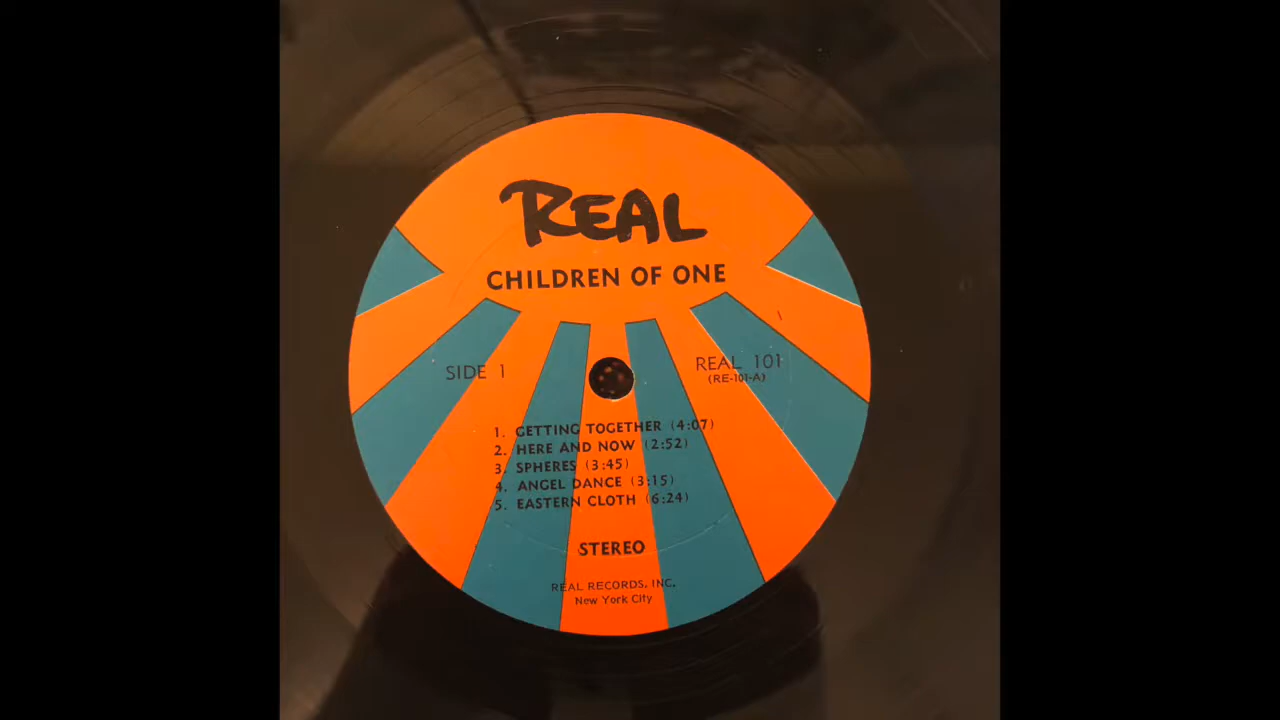 REAL
CHILDREN OF ONE
SIDE 1
REAL 101
(RE-101-A)
1. GETTING TOGETHER (4:07)
2. HERE AND NOW (2:52)
3. SPHERES (3:45)
4. ANGEL DANCE (3:15)
5. EASTERN CLOTH (6:24)
STEREO
REAL RECORDS, INC.
New York City